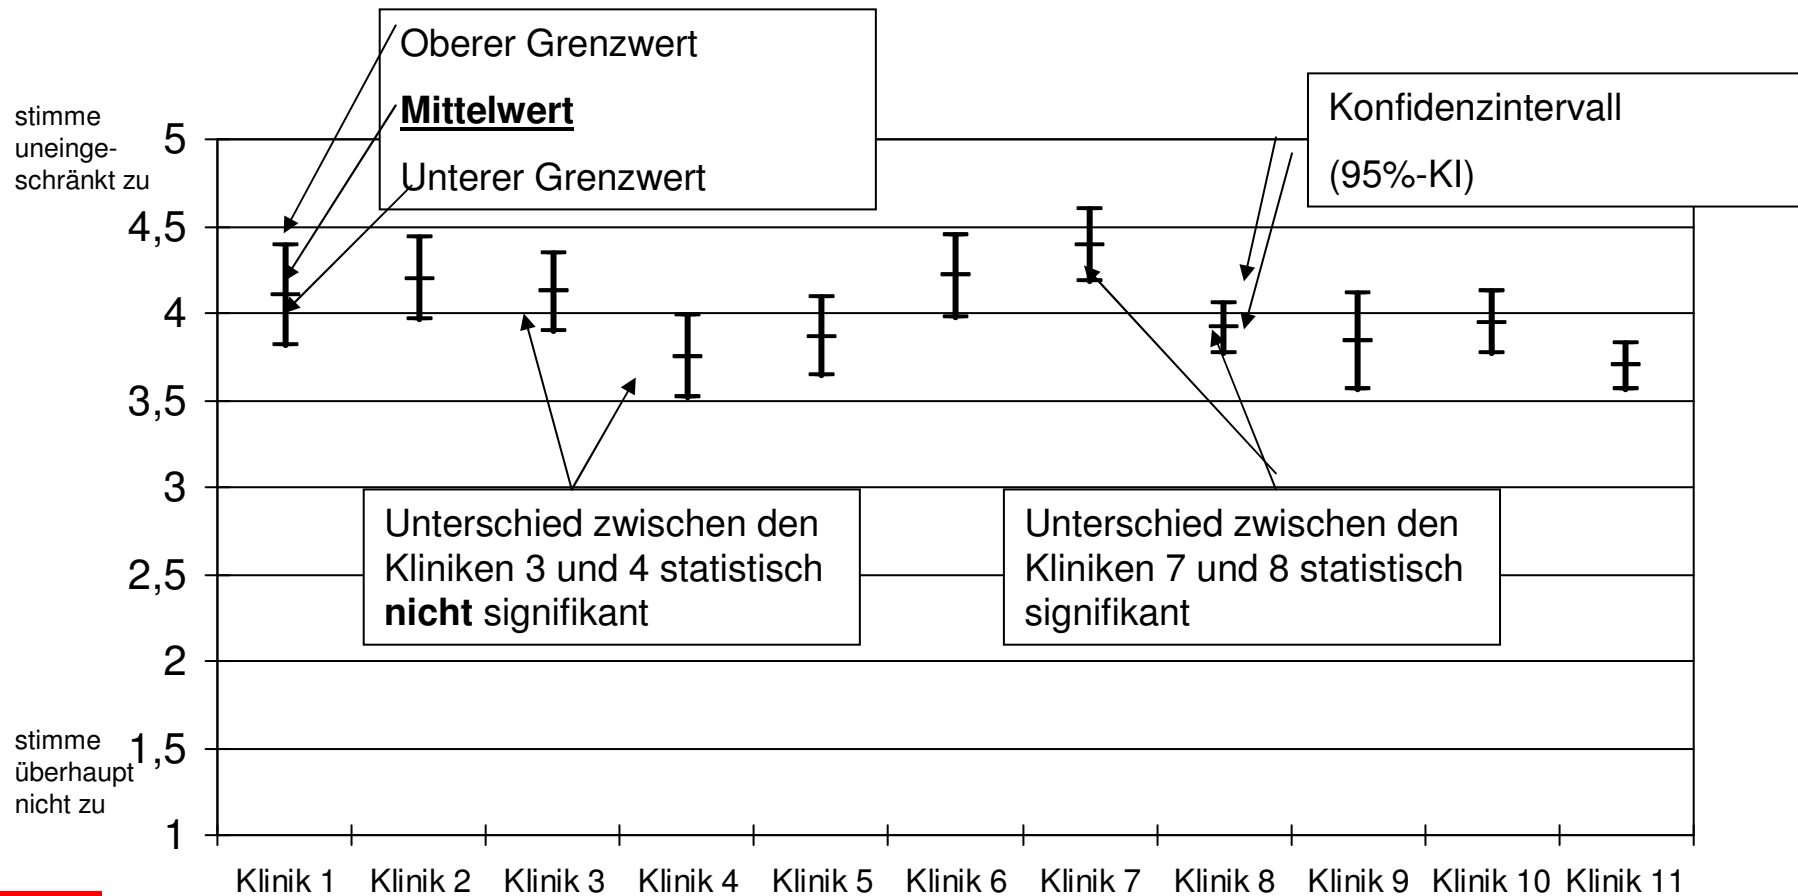 Oberer Grenzwert
Mittelwert
Unterer Grenzwert
Konfidenzintervall
(95%-KI)
stimme
uneinge-
schränkt zu
5
4,5
4
3,5
3
2,5
2
1,5
1
Unterschied zwischen den
Kliniken 3 und 4 statistisch
nicht signifikant
Unterschied zwischen den
Kliniken 7 und 8 statistisch
signifikant
stimme
überhaupt
nicht zu
Klinik 1 Klinik 2 Klinik 3 Klinik 4 Klinik 5 Klinik 6 Klinik 7 Klinik 8 Klinik 9 Klinik 10 Klinik 11